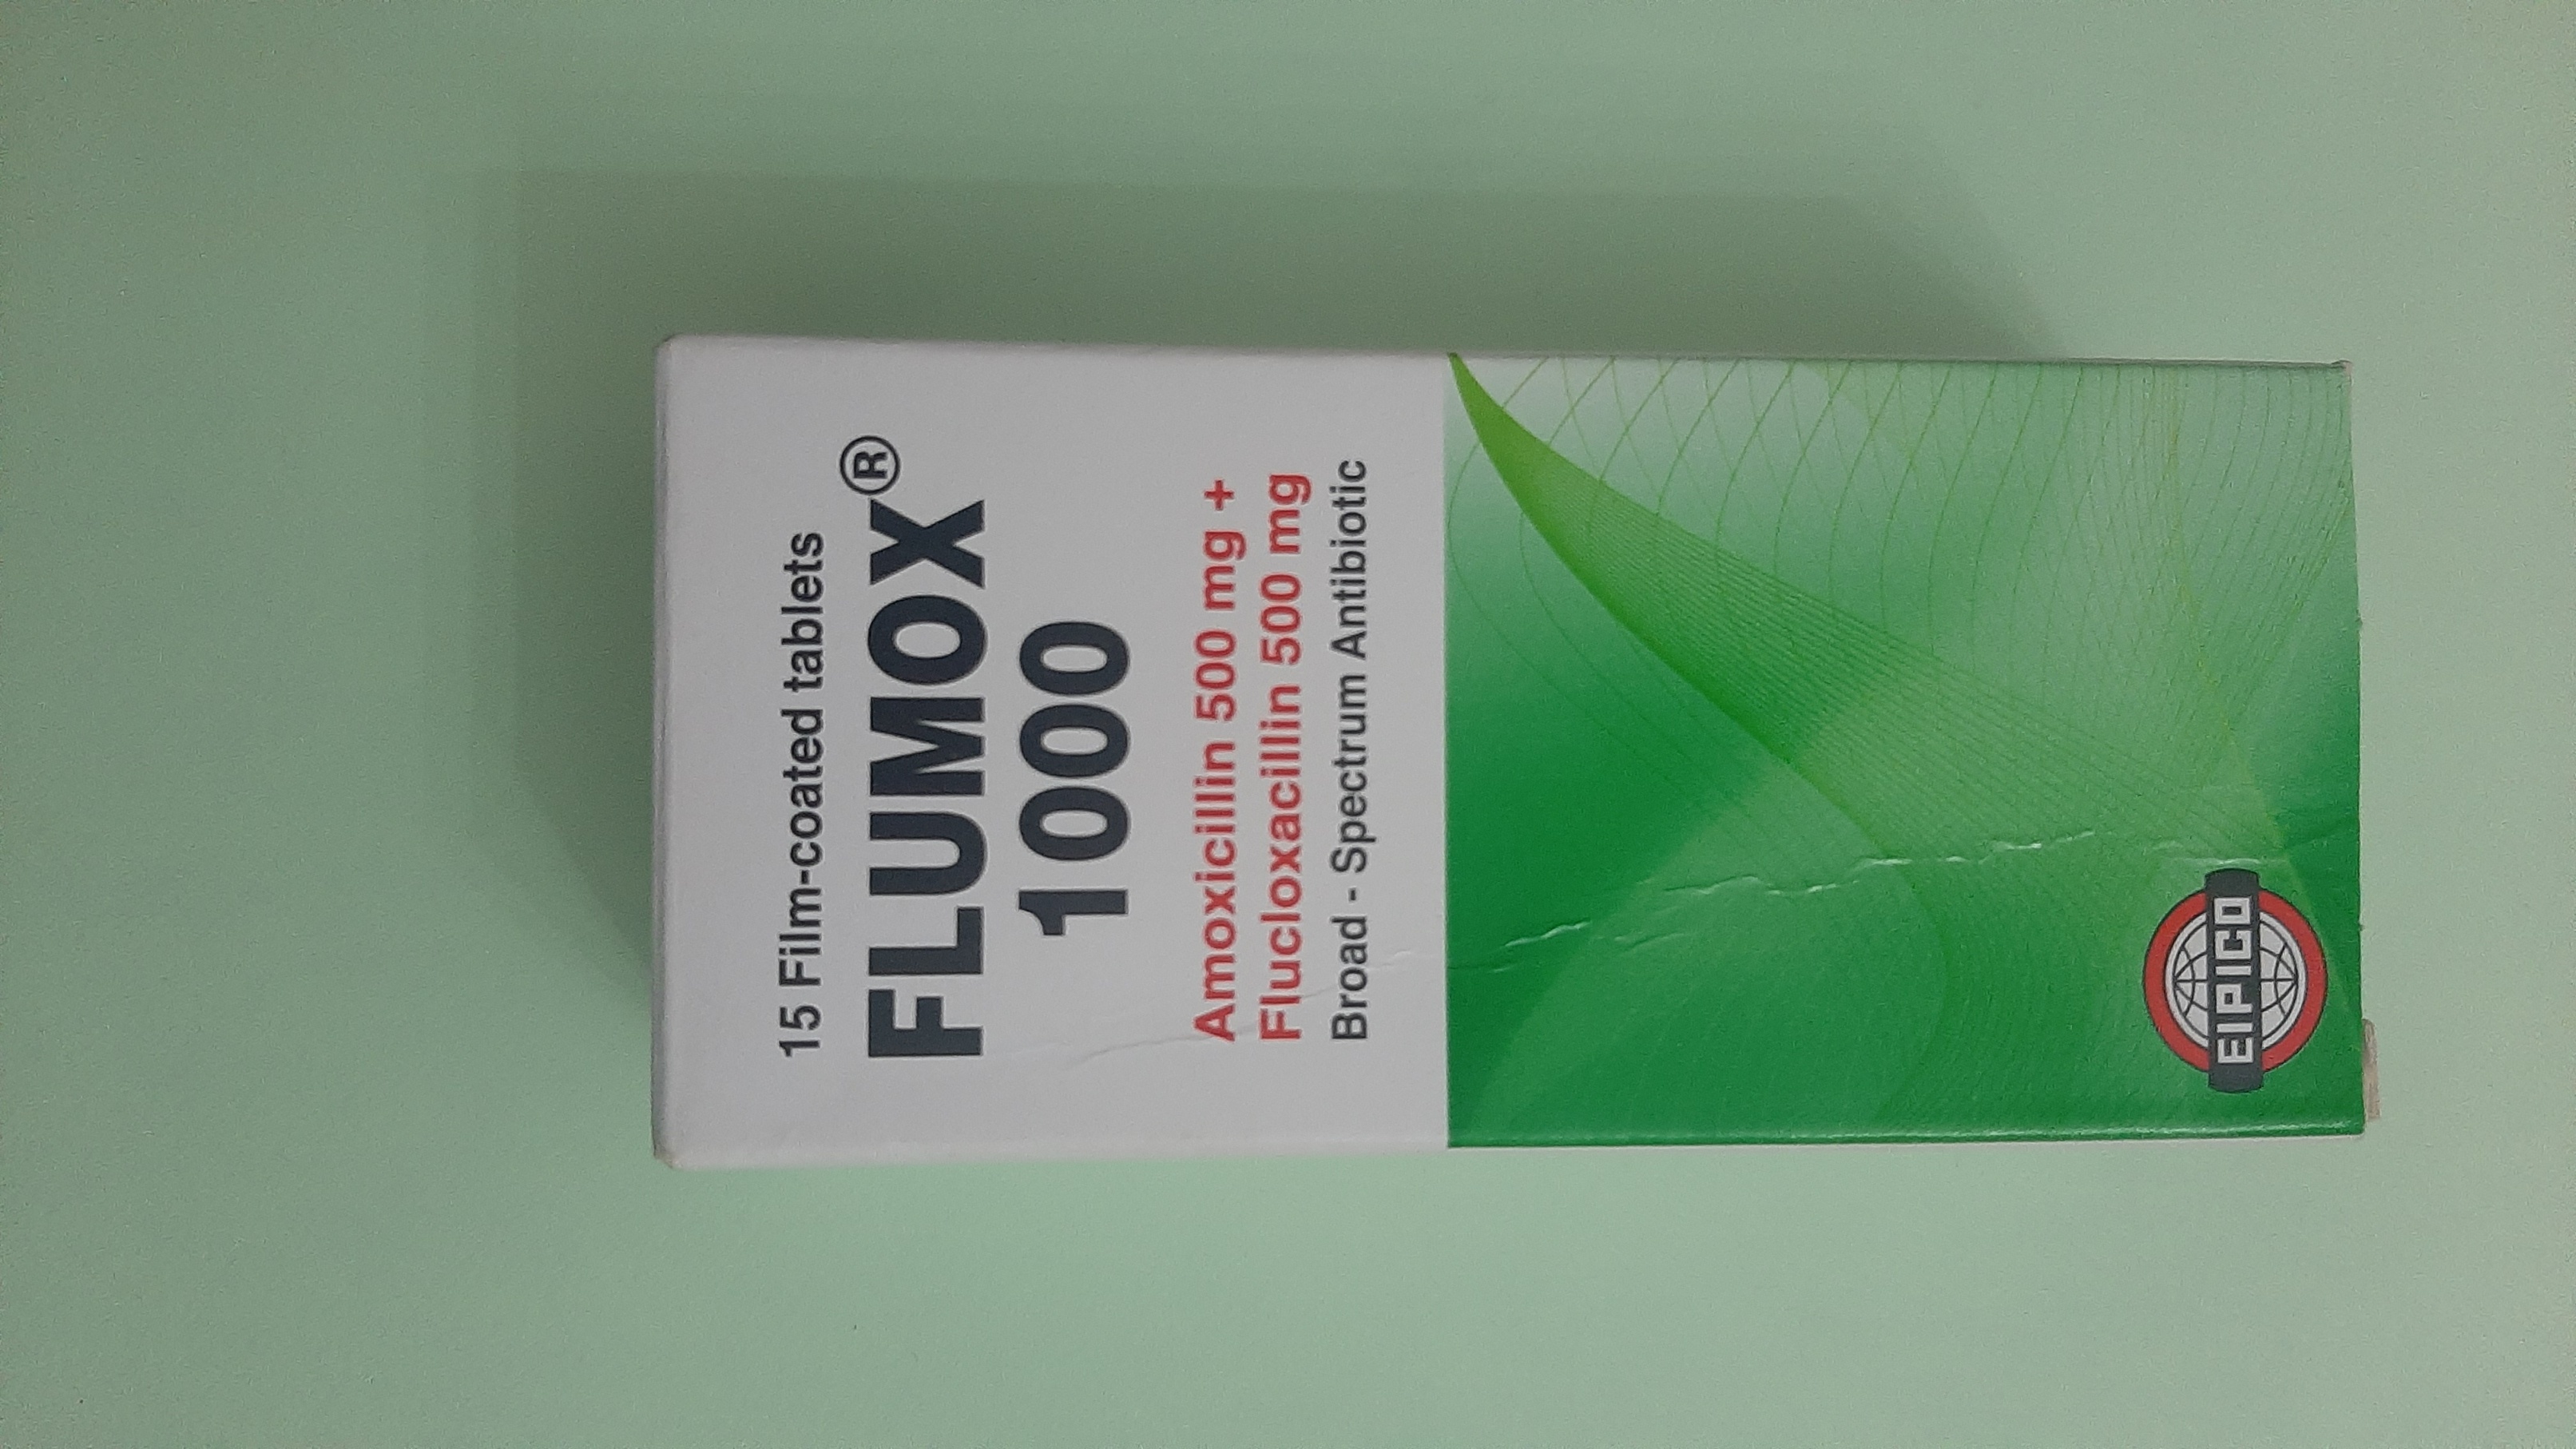 15 Film-coated tablets
FLUMOX®
1000
Amoxicillin 500 mg +
Flucloxacillin 500 mg
Broad - Spectrum Antibiotic
EIPICO